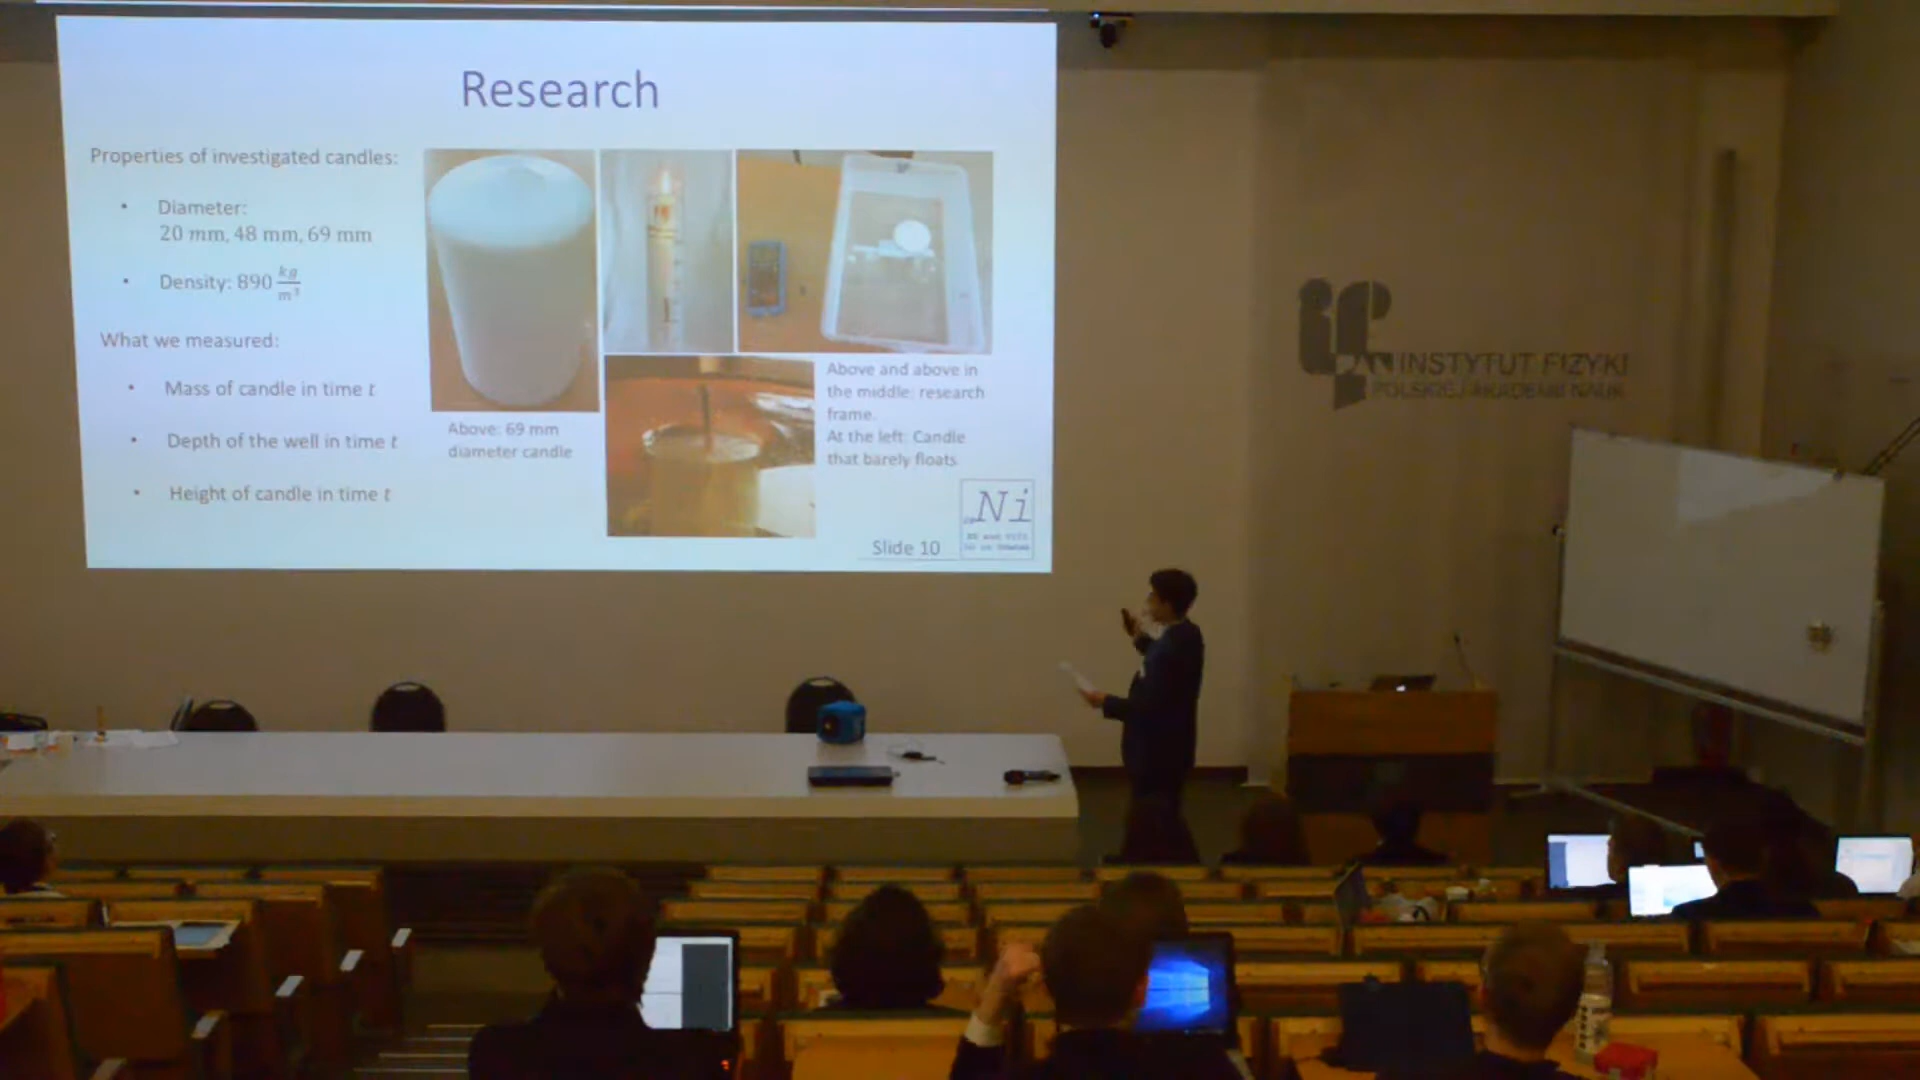 Research
Properties of investigated candles:
• Diameter:
20 mm, 48 mm, 69 mm
• Density: 890 kg/m³
What we measured:
• Mass of candle in time t
• Depth of the well in time t
• Height of candle in time t
Above: 69 mm
diameter candle
Above and above in
the middle: research
frame.
At the left: Candle
that barely floats
Ni
Slide 10
INSTYTUT FIZYKI
POLSKIEJ AKADEMII NAUK